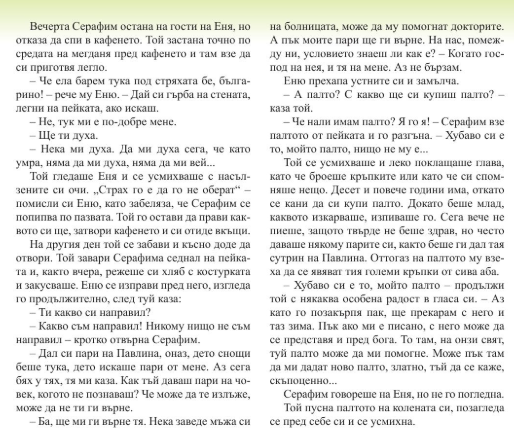 Вечерта Серафим остана на гости на Еня, но
отказа да спи в кафенето. Той застана точно по
средата на мегданя пред кафенето и там взе да
си приготвя легло.
– Че ела барем тука под стряхата бе, бълга-
рино! – рече му Еню. – Дай си гърба на стената,
легни на пейката, ако искаш.
– Не, тук ми е по-добре мене.
– Ще ти духа.
– Нека ми духа. Да ми духа сега, че като
умра, няма да ми духа, няма да ми вей...
Той гледаше Еня и се усмихваше с насъл-
зените си очи. „Страх го е да го не оберат“ –
помисли си Еню, като забеляза, че Серафим се
попипва по пазвата. Той го остави да прави как-
вото си ще, затвори кафенето и си отиде вкъщи.
На другия ден той се забави и късно доде да
отвори. Той завари Серафима седнал на пейка-
та и, както вчера, режеше си хляб с костурката
и закусваше. Еню се изправи пред него, изгледа
го продължително, след туй каза:
– Ти какво си направил?
– Какво съм направил! Никому нищо не съм
направил – кротко отвърна Серафим.
– Дал си пари на Павлина, оназ, дето снощи
беше тука, дето искаше пари от мене. Аз сега
бях у тях, тя ми каза. Как тъй даваш пари на чо-
век, когото не познаваш? Че може да те излъже,
може да не ти ги върне.
– Ба, ще ми ги върне тя. Нека заведе мъжа си
на болницата, може да му помогнат докторите.
А пък моите пари ще ги върне. На нас, помеж-
ду ни, условието знаеш ли как е? – Когато гос-
под на нея, и тя на мене. Аз не бързам.
Еню прехапа устните си и замълча.
– А палто? С какво ще си купиш палто? –
каза той.
– Че нали имам палто? Я го я! – Серафим взе
палтото от пейката и го разгъна. – Хубаво си е
то, мойто палто, нищо не му е...
Той се усмихваше и леко поклащаше глава,
като че броеше кръпките или като че си спом-
няше нещо. Десет и повече години има, откато
се кани да си купи палто. Докато беше млад,
каквото изкарваше, изпиваше го. Сега вече не
пиеше, защото твърде не беше здрав, но често
даваше някому парите си, както беше ги дал тая
сутрин на Павлина. Оттогаз на палтото му взе-
ха да се явяват тия големи кръпки от сива аба.
– Хубаво си е то, мойто палто – продължи
той с някаква особена радост в гласа си. – Аз
като го позакърпя пак, ще прекарам с него и
таз зима. Пък ако ми е писано, с него може да
се представя и пред бога. То там, на онзи свят,
туй палто може да ми помогне. Може пък там
да ми дадат ново палто, златно, тъй да се каже,
скъпоценно...
Серафим говореше на Еня, но не го погледна.
Той пусна палтото на колената си, позагледа
се пред себе си и се усмихна.